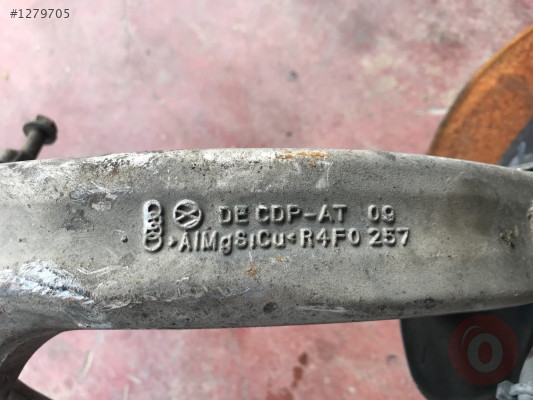 #1279705
DE CDP-AT 09
>AlMgSiCu< R4F0 257